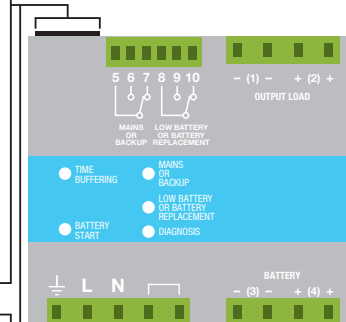 5 6 7 8 9 10
MAINS
OR
BACKUP
LOW BATTERY
OR BATTERY
REPLACEMENT
– (1) – + (2) +
OUTPUT LOAD
TIME
BUFFERING
BATTERY
START
MAINS
OR
BACKUP
LOW BATTERY
OR BATTERY
REPLACEMENT
DIAGNOSIS
L N
BATTERY
– (3) – + (4) +